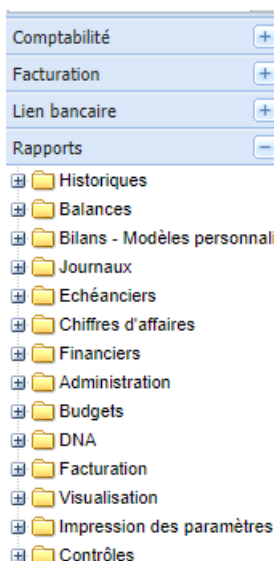 Comptabilité
Facturation
Lien bancaire
Rapports
Historiques
Balances
Bilans - Modèles personnali
Journaux
Echéanciers
Chiffres d'affaires
Financiers
Administration
Budgets
DNA
Facturation
Visualisation
Impression des paramètres
Contrôles